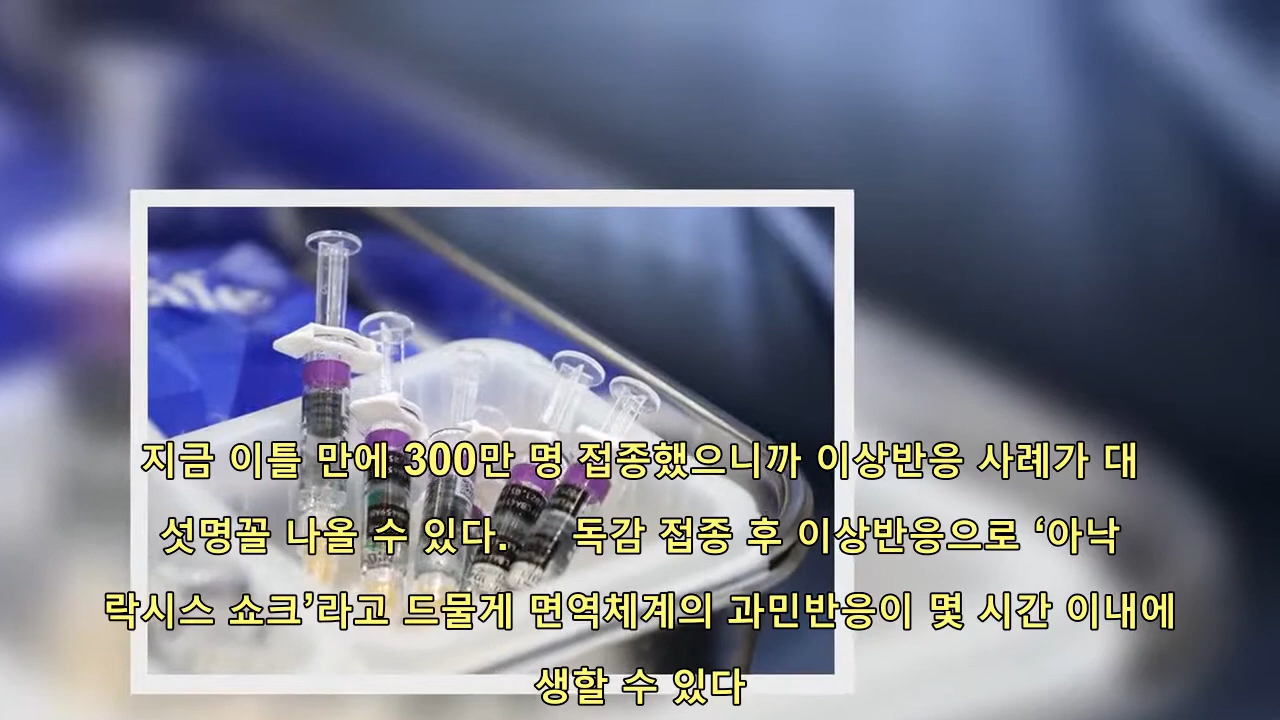 지금 이틀 만에 300만 명 접종했으니까 이상반응 사례가 대
섯명꼴 나올 수 있다. 독감 접종 후 이상반응으로 ‘아낙
락시스 쇼크’라고 드물게 면역체계의 과민반응이 몇 시간 이내에
생할 수 있다